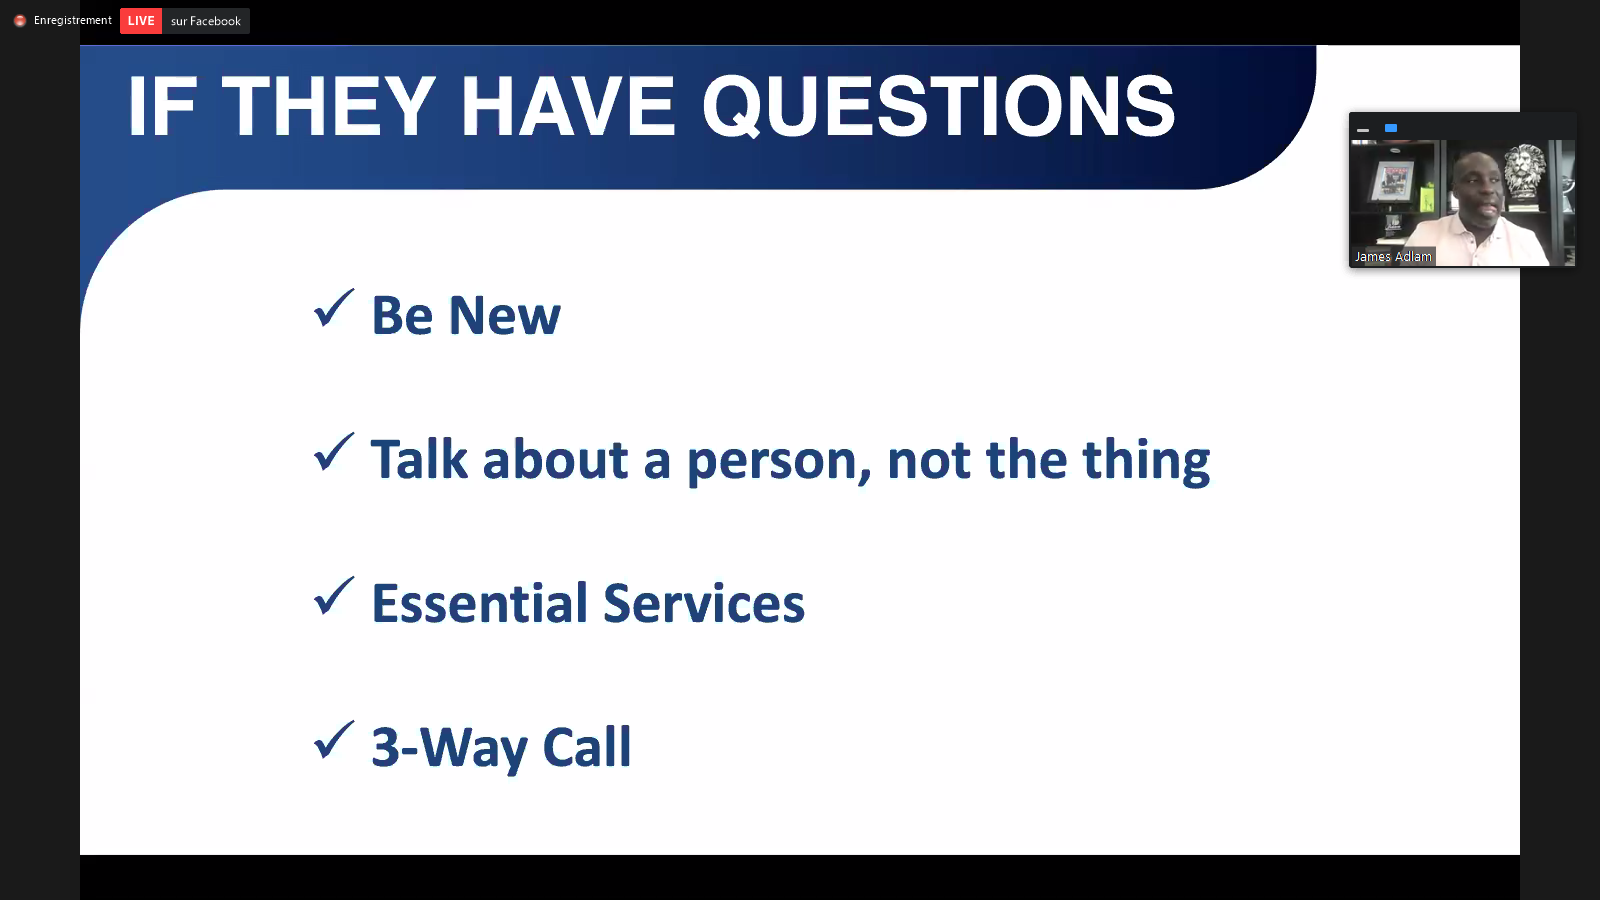 Enregistrement LIVE sur Facebook
IF THEY HAVE QUESTIONS
James Adlam
✓ Be New
✓ Talk about a person, not the thing
✓ Essential Services
✓ 3-Way Call